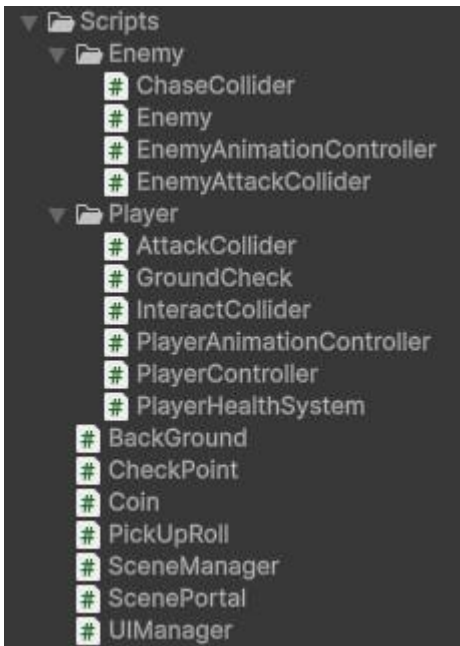 Scripts
Enemy
# ChaseCollider
# Enemy
# EnemyAnimationController
# EnemyAttackCollider
Player
# AttackCollider
# GroundCheck
# InteractCollider
# PlayerAnimationController
# PlayerController
# PlayerHealthSystem
# BackGround
# CheckPoint
# Coin
# PickUpRoll
# SceneManager
# ScenePortal
# UIManager